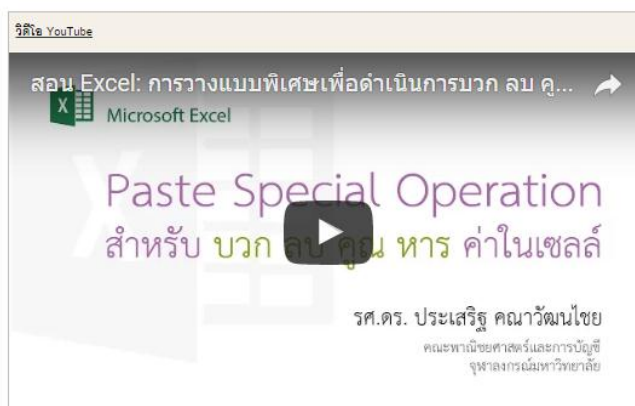 วิดีโอ YouTube
สอน Excel: การวางแบบพิเศษเพื่อดำเนินการบวก ลบ คู...
Microsoft Excel
Paste Special Operation
สำหรับ บวก ลบ คูณ หาร ค่าในเซลล์
รศ.ดร. ประเสริฐ คณาวัฒนไชย
คณะพาณิชยศาสตร์และการบัญชี
จุฬาลงกรณ์มหาวิทยาลัย